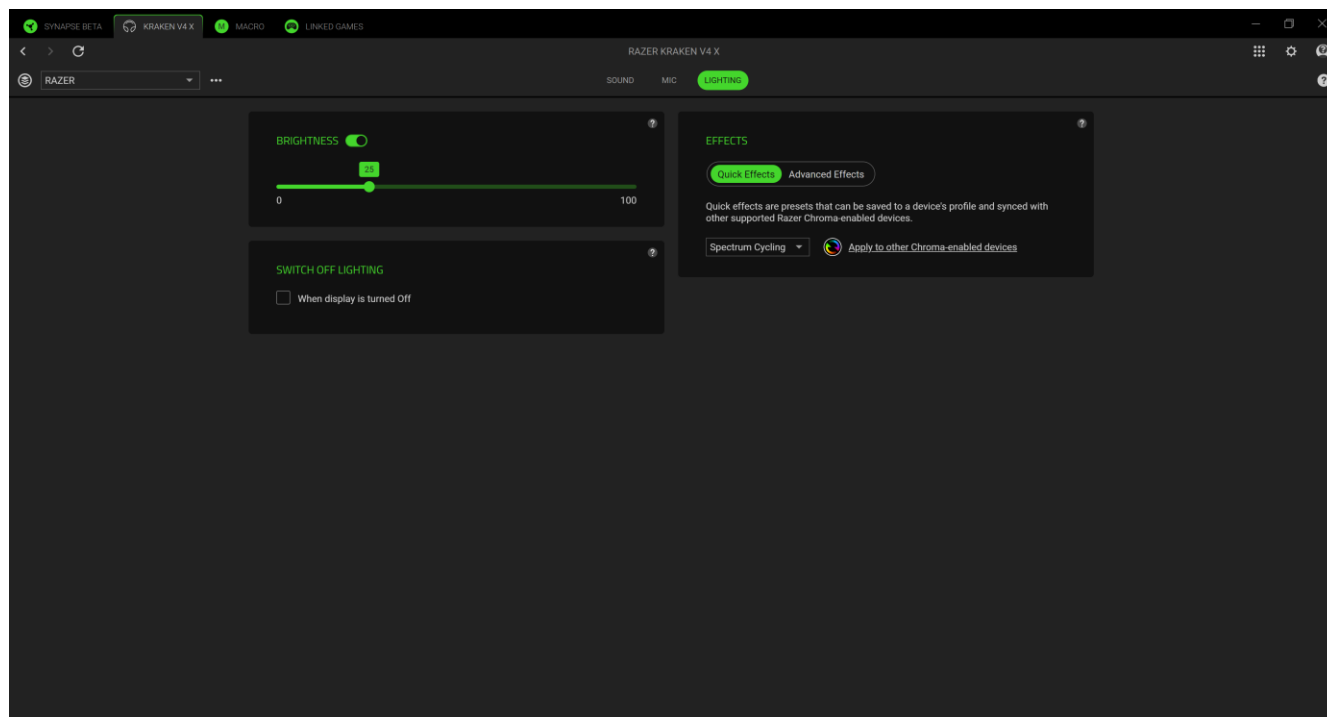 SYNAPSE BETA
KRAKEN V4 X
M
MACRO
LINKED GAMES
RAZER KRAKEN V4 X
RAZER
SOUND
MIC
LIGHTING
?
BRIGHTNESS
?
25
0
100
SWITCH OFF LIGHTING
?
When display is turned Off
EFFECTS
?
Quick Effects
Advanced Effects
Quick effects are presets that can be saved to a device's profile and synced with
other supported Razer Chroma-enabled devices.
Spectrum Cycling
Apply to other Chroma-enabled devices